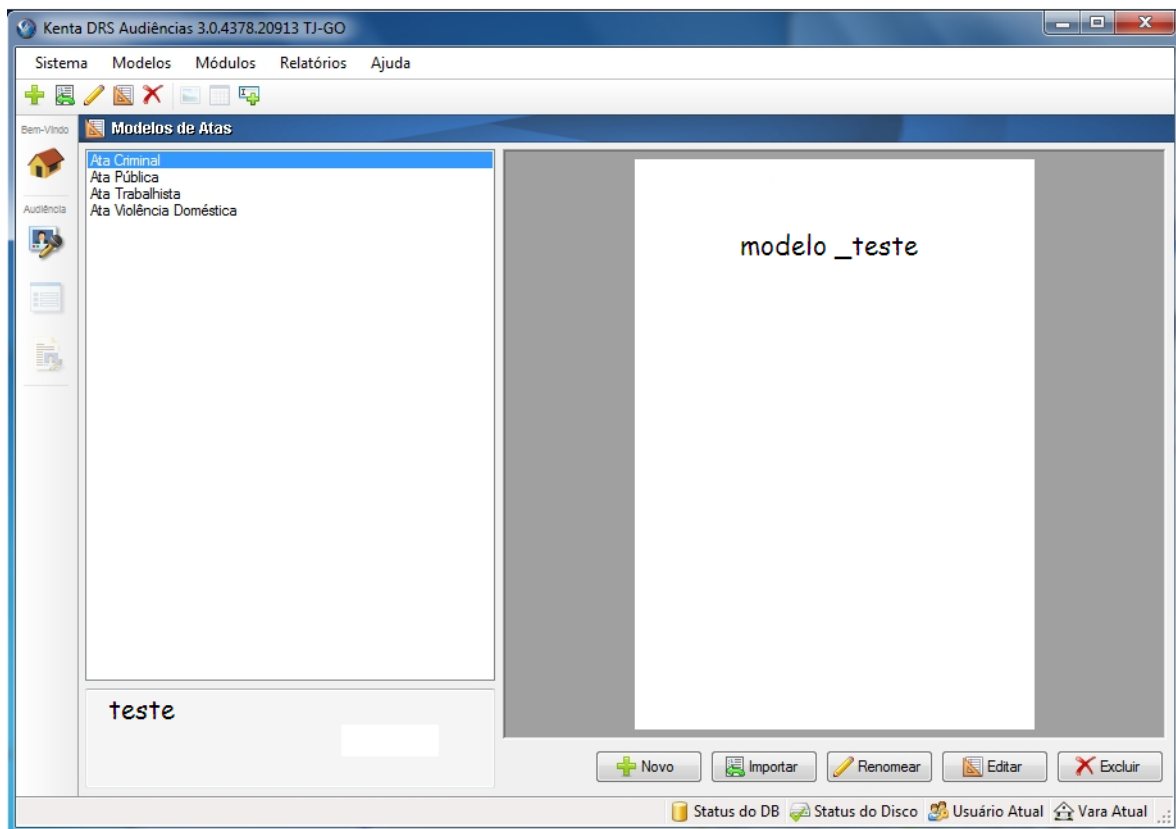 Kenta DRS Audiências 3.0.4378.20913 TJ-GO
Sistema Modelos Módulos Relatórios Ajuda
Bem-Vindo
Modelos de Atas
Ata Criminal
Ata Pública
Ata Trabalhista
Ata Violência Doméstica
Audiência
modelo _teste
teste
Novo Importar Renomear Editar Excluir
Status do DB Status do Disco Usuário Atual Vara Atual